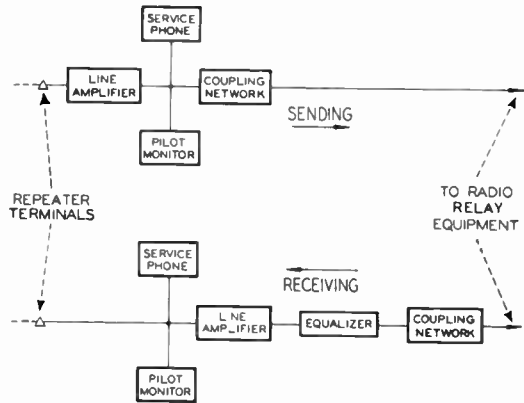 SERVICE
PHONE
LINE
AMPLIFIER
COUPLING
NETWORK
SENDING
PILOT
MONITOR
REPEATER
TERMINALS
TO RADIO
RELAY
EQUIPMENT
SERVICE
PHONE
RECEIVING
LINE
AMPLIFIER
EQUALIZER
COUPLING
NETWORK
PILOT
MONITOR